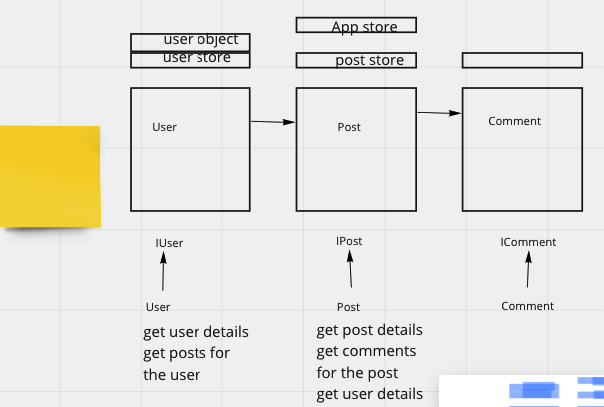 App store
user object
user store
post store
User
Post
Comment
IUser
IPost
IComment
User
Post
Comment
get user details
get posts for
the user
get post details
get comments
for the post
get user details